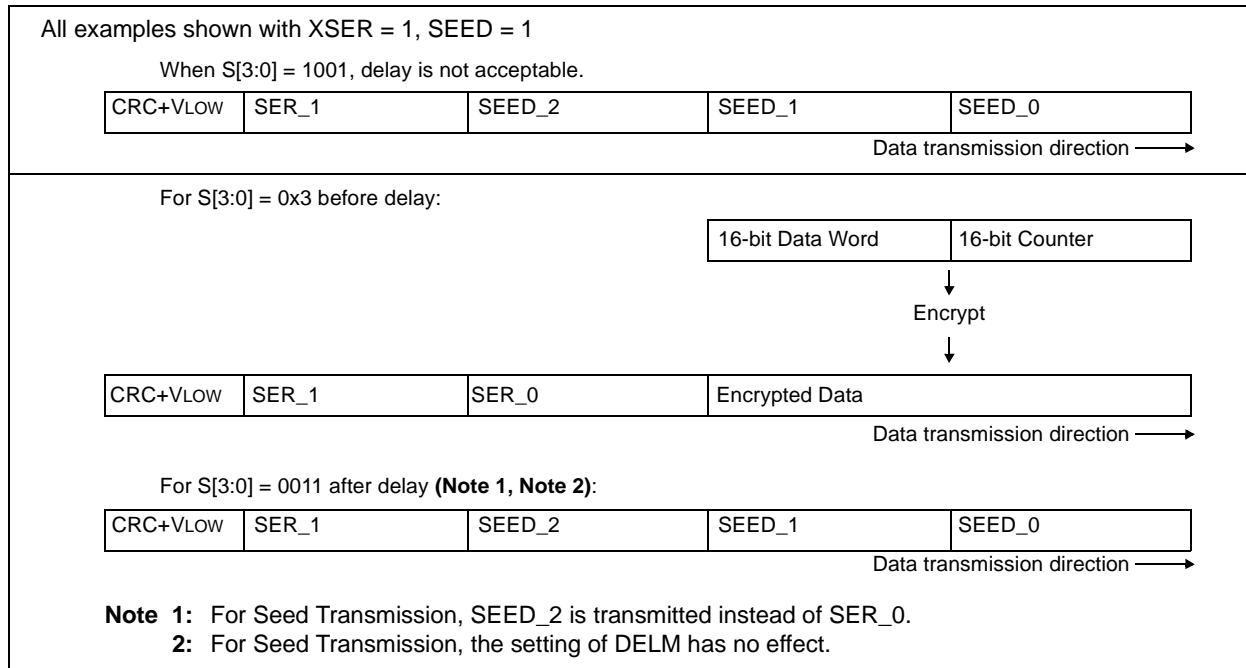 All examples shown with XSER = 1, SEED = 1
When S[3:0] = 1001, delay is not acceptable.
CRC+VLOW SER_1 SEED_2 SEED_1 SEED_0
Data transmission direction
For S[3:0] = 0x3 before delay:
16-bit Data Word 16-bit Counter
Encrypt
CRC+VLOW SER_1 SER_0 Encrypted Data
Data transmission direction
For S[3:0] = 0011 after delay (Note 1, Note 2):
CRC+VLOW SER_1 SEED_2 SEED_1 SEED_0
Data transmission direction
Note 1: For Seed Transmission, SEED_2 is transmitted instead of SER_0.
2: For Seed Transmission, the setting of DELM has no effect.